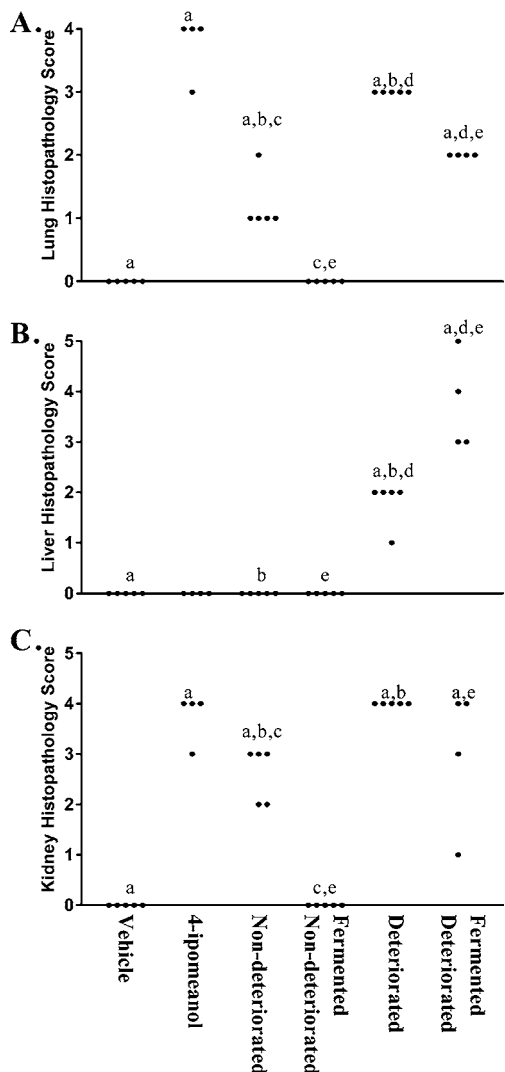 A.
Lung Histopathology Score
4
3
2
1
0
a
a
a,b,c
c,e
a,b,d
a,d,e
B.
Liver Histopathology Score
5
4
3
2
1
0
a
b
e
a,b,d
a,d,e
C.
Kidney Histopathology Score
5
4
3
2
1
0
a
a
a,b,c
c,e
a,b
a,e
Vehicle
4-ipomeanol
Non-deteriorated
Fermented
Non-deteriorated
Deteriorated
Fermented
Deteriorated